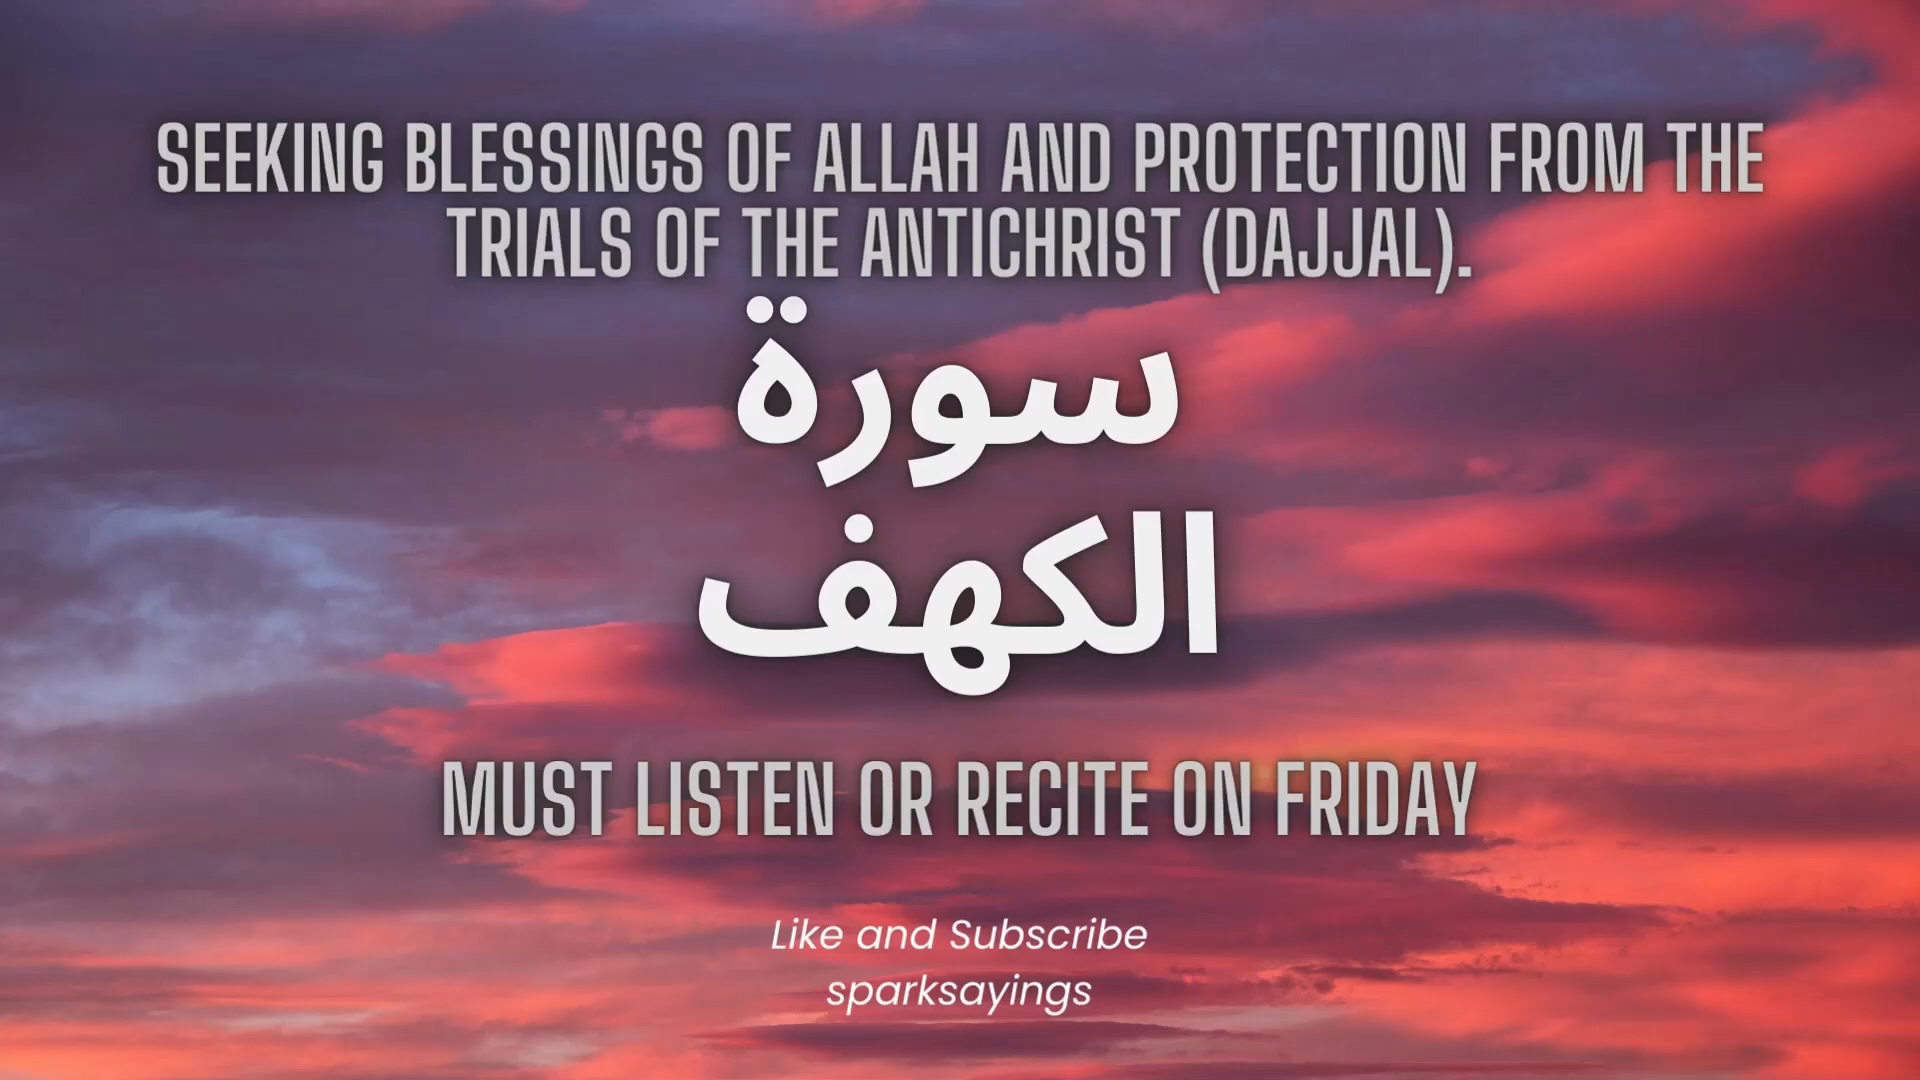 SEEKING BLESSINGS OF ALLAH AND PROTECTION FROM THE
TRIALS OF THE ANTICHRIST (DAJJAL).
سورة
الكهف
MUST LISTEN OR RECITE ON FRIDAY
Like and Subscribe
sparksayings